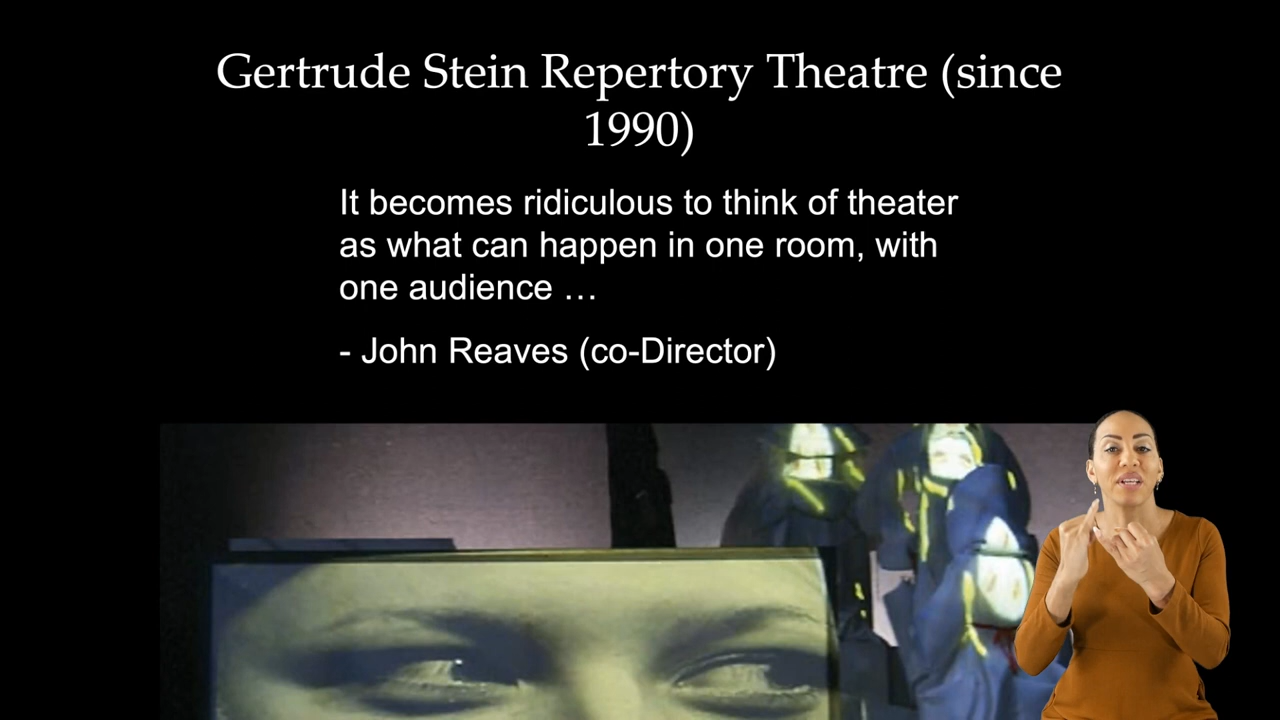 Gertrude Stein Repertory Theatre (since
1990)
It becomes ridiculous to think of theater
as what can happen in one room, with
one audience …
- John Reaves (co-Director)